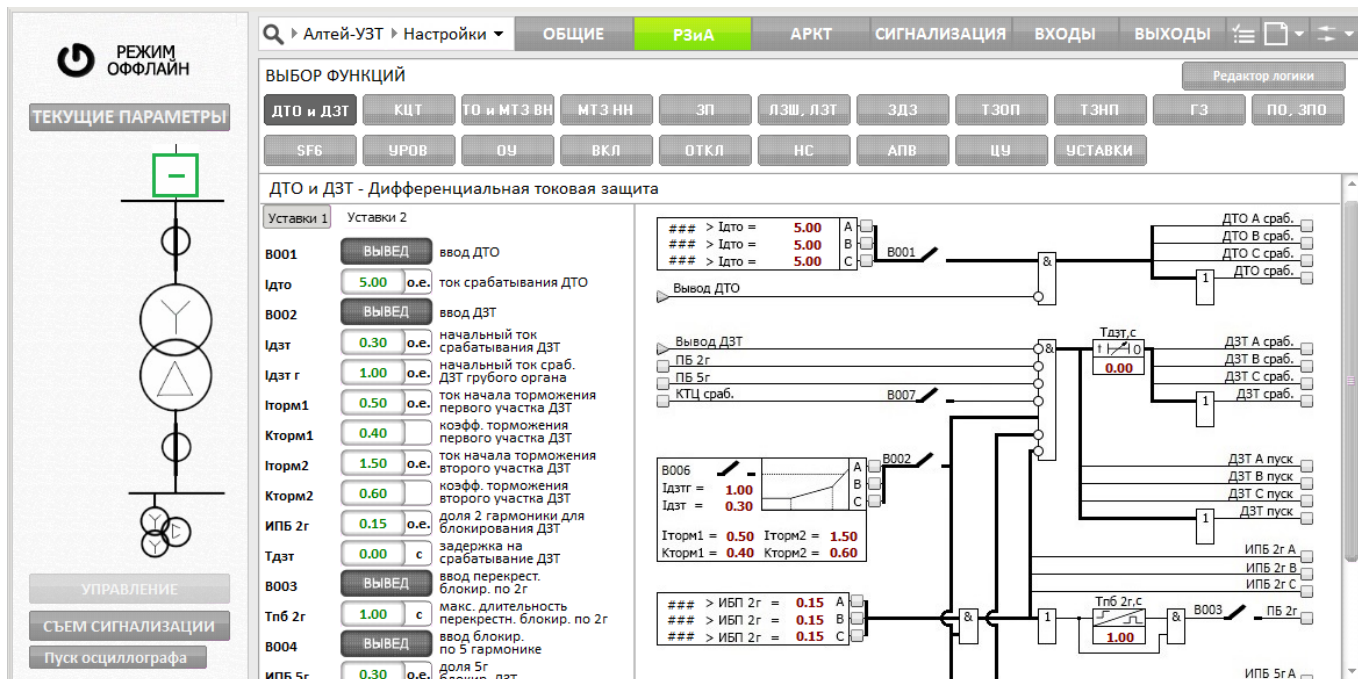 Алтей-УЗТ Настройки ОБЩИЕ РЗиА АРКТ СИГНАЛИЗАЦИЯ ВХОДЫ ВЫХОДЫ
РЕЖИМ
ОФФЛАЙН
ТЕКУЩИЕ ПАРАМЕТРЫ
УПРАВЛЕНИЕ
СЪЕМ СИГНАЛИЗАЦИИ
Пуск осциллографа
ВЫБОР ФУНКЦИЙ Редактор логики
ДТО и ДЗТ КЦТ ТО и МТЗ ВН МТЗ НН ЗП ЛЗШ, ЛЗТ ЗДЗ ТЗОП ТЗНП ГЗ ПО, ЗПО
SF6 УРОВ ОУ ВКЛ ОТКЛ НС АПВ ЦУ УСТАВКИ
ДТО и ДЗТ - Дифференциальная токовая защита
Уставки 1 Уставки 2
B001 ВЫВЕД ввод ДТО
Iдто 5.00 о.е. ток срабатывания ДТО
B002 ВЫВЕД ввод ДЗТ
Iдзт 0.30 о.е. начальный ток
срабатывания ДЗТ
Iдзт г 1.00 о.е. начальный ток сраб.
ДЗТ грубого органа
Iторм1 0.50 о.е. ток начала торможения
первого участка ДЗТ
Кторм1 0.40 коэфф. торможения
первого участка ДЗТ
Iторм2 1.50 о.е. ток начала торможения
второго участка ДЗТ
Кторм2 0.60 коэфф. торможения
второго участка ДЗТ
ИПБ 2г 0.15 о.е. доля 2 гармоники для
блокирования ДЗТ
Тдзт 0.00 с задержка на
срабатывание ДЗТ
B003 ВЫВЕД ввод перекрест.
блокир. по 2г
Тпб 2г 1.00 с макс. длительность
перекрестн. блокир. по 2г
B004 ВЫВЕД ввод блокир.
по 5 гармонике
ИПБ 5г 0.30 о.е. доля 5г
блокир. ДЗТ
### > Iдто = 5.00 A
### > Iдто = 5.00 B
### > Iдто = 5.00 C
B001
&
1
ДТО А сраб.
ДТО В сраб.
ДТО С сраб.
ДТО сраб.
Вывод ДТО
Вывод ДЗТ
ПБ 2г
ПБ 5г
КТЦ сраб. B007
&
Тдзт,с
t 0
0.00
1
ДЗТ А сраб.
ДЗТ В сраб.
ДЗТ С сраб.
ДЗТ сраб.
B006
Iдзтг = 1.00
Iдзт = 0.30
A
B
C
B002
Iторм1 = 0.50 Iторм2 = 1.50
Кторм1 = 0.40 Кторм2 = 0.60
ДЗТ А пуск
ДЗТ В пуск
ДЗТ С пуск
1 ДЗТ пуск
ИПБ 2г А
ИПБ 2г В
ИПБ 2г С
### > ИБП 2г = 0.15 A
### > ИБП 2г = 0.15 B
### > ИБП 2г = 0.15 C
&
1
Тпб 2г,с
1.00
&
B003
ПБ 2г
ИПБ 5г А